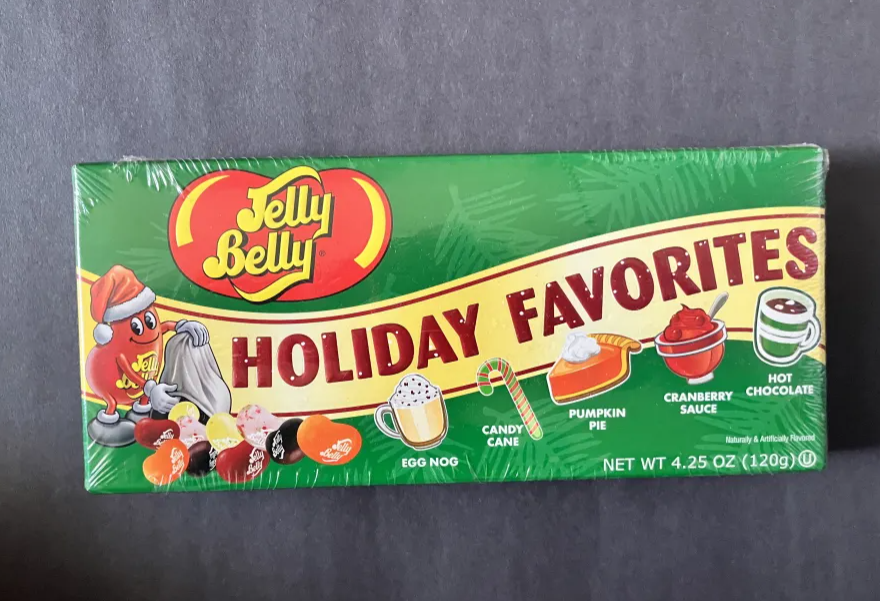 Jelly
Belly
®
HOLIDAY FAVORITES
Jelly
EGG NOG
CANDY
CANE
PUMPKIN
PIE
CRANBERRY
SAUCE
HOT
CHOCOLATE
Naturally & Artificially Flavored
NET WT 4.25 OZ (120g) U